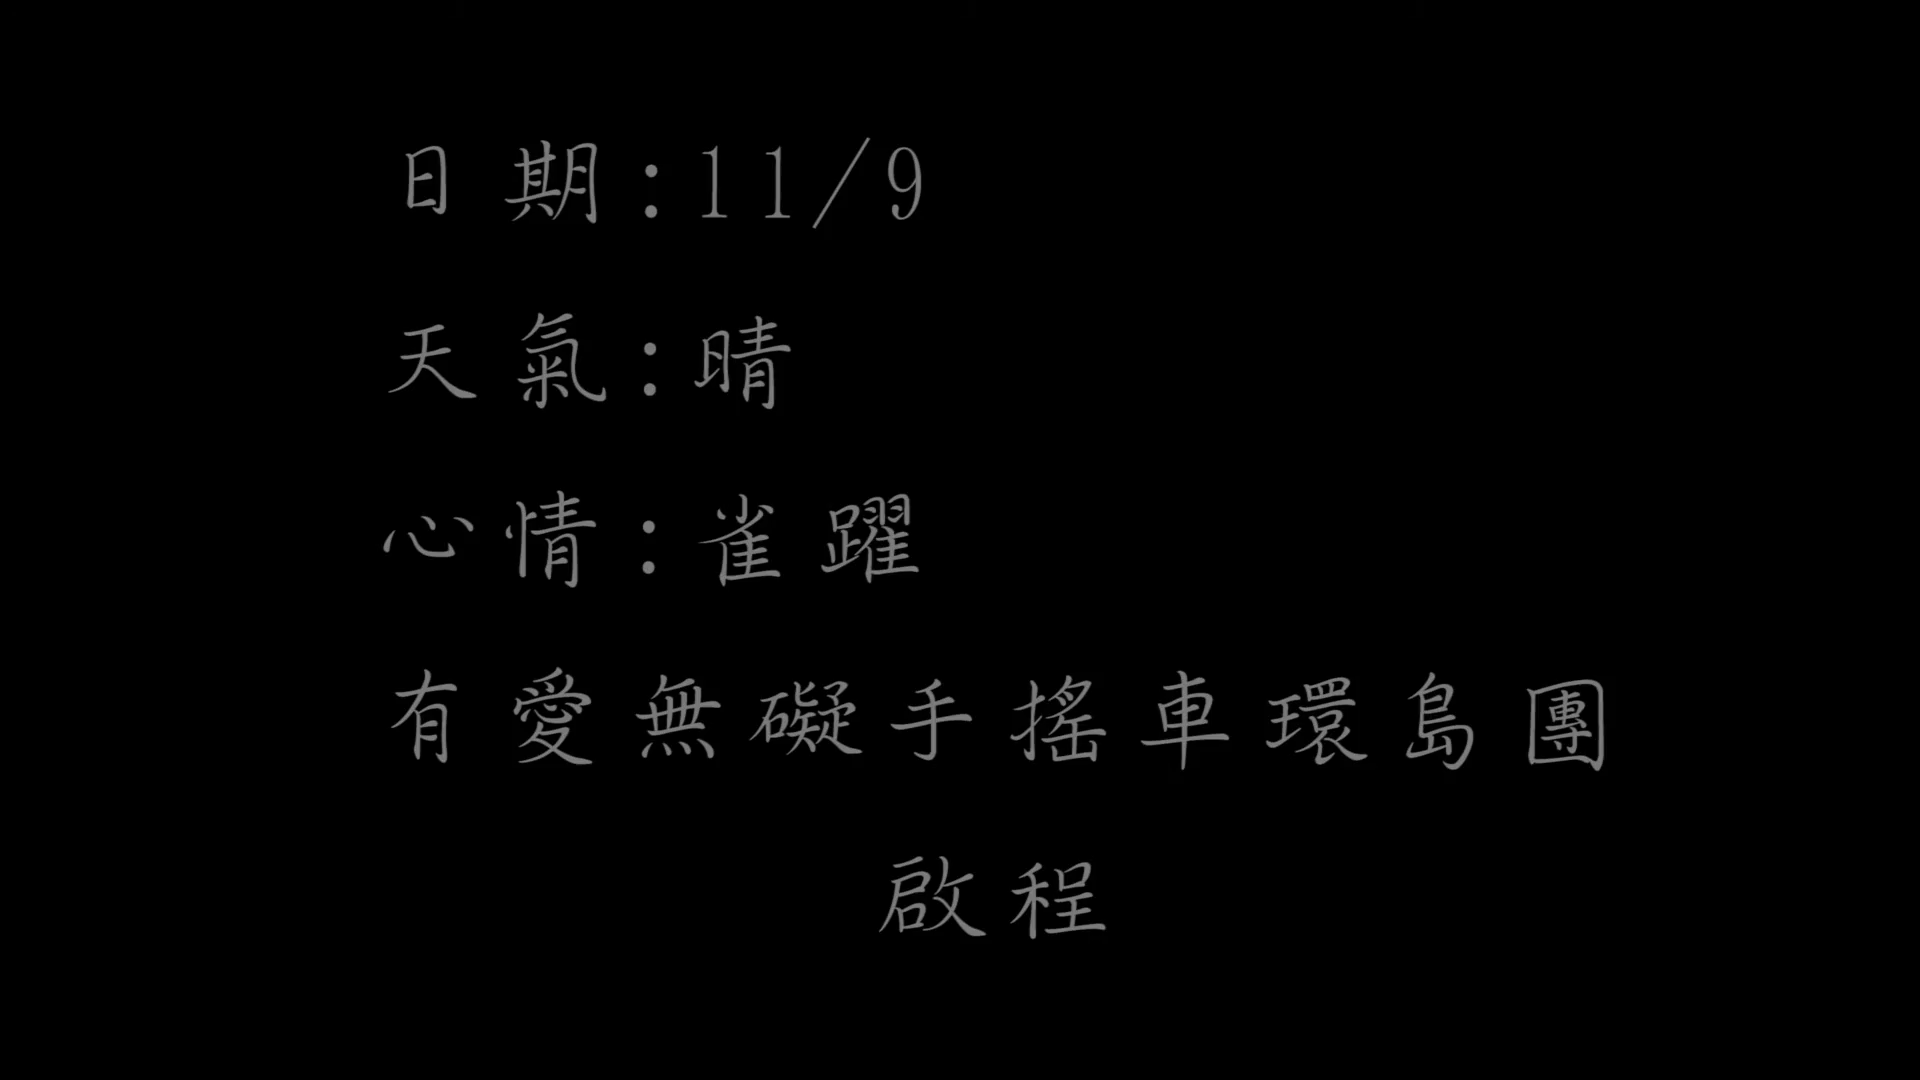 日期:11/9
天氣:晴
心情:雀躍
有愛無礙手搖車環島團
啟程